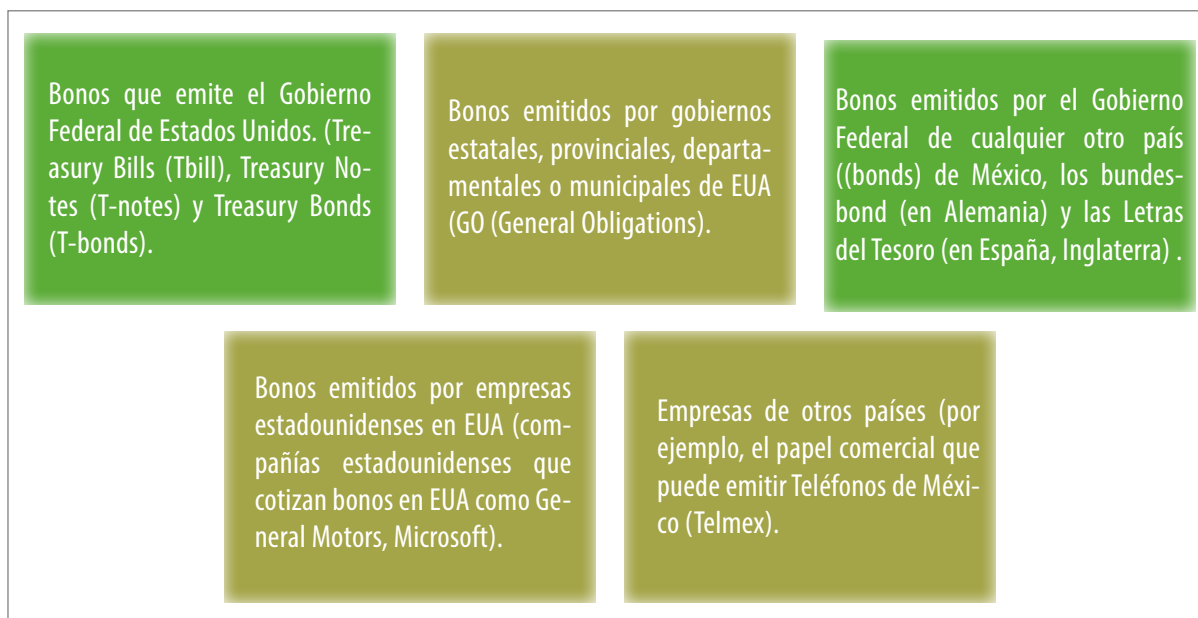 Bonos que emite el Gobierno
Federal de Estados Unidos. (Tre-
asury Bills (Tbill), Treasury No-
tes (T-notes) y Treasury Bonds
(T-bonds).
Bonos emitidos por gobiernos
estatales, provinciales, departa-
mentales o municipales de EUA
(GO (General Obligations).
Bonos emitidos por el Gobierno
Federal de cualquier otro país
((bonds) de México, los bundes-
bond (en Alemania) y las Letras
del Tesoro (en España, Inglaterra) .
Bonos emitidos por empresas
estadounidenses en EUA (com-
pañías estadounidenses que
cotizan bonos en EUA como Ge-
neral Motors, Microsoft).
Empresas de otros países (por
ejemplo, el papel comercial que
puede emitir Teléfonos de Méxi-
co (Telmex).